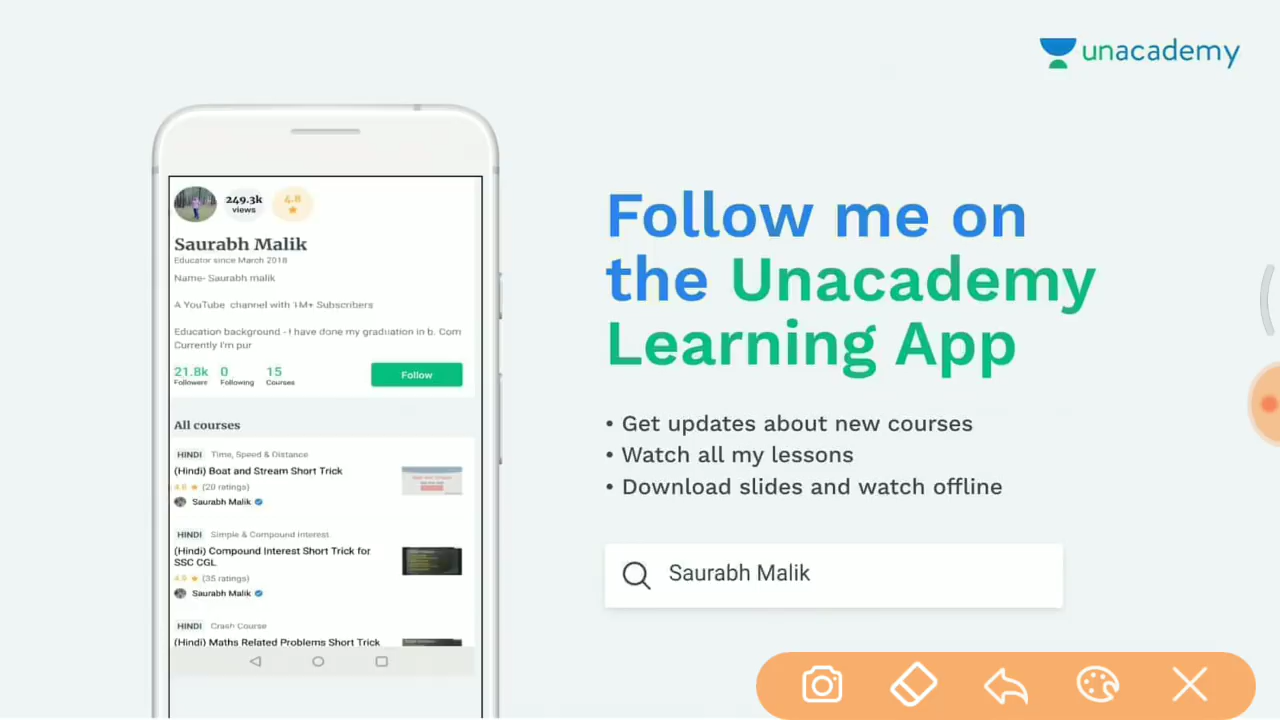 unacademy
249.3k
views
4.8
Saurabh Malik
Educator since March 2018
Name- Saurabh malik
A YouTube channel with 1M+ Subscribers
Education background - I have done my graduation in b. Com
Currently I'm pur
21.8k 0 15
Followers Following Courses
Follow
All courses
HINDI Time, Speed & Distance
(Hindi) Boat and Stream Short Trick
4.8 (29 ratings)
Saurabh Malik
HINDI Simple & Compound Interest
(Hindi) Compound Interest Short Trick for
SSC CGL
4.9 (35 ratings)
Saurabh Malik
HINDI Crash Course
(Hindi) Maths Related Problems Short Trick
Follow me on
the Unacademy
Learning App
• Get updates about new courses
• Watch all my lessons
• Download slides and watch offline
Saurabh Malik